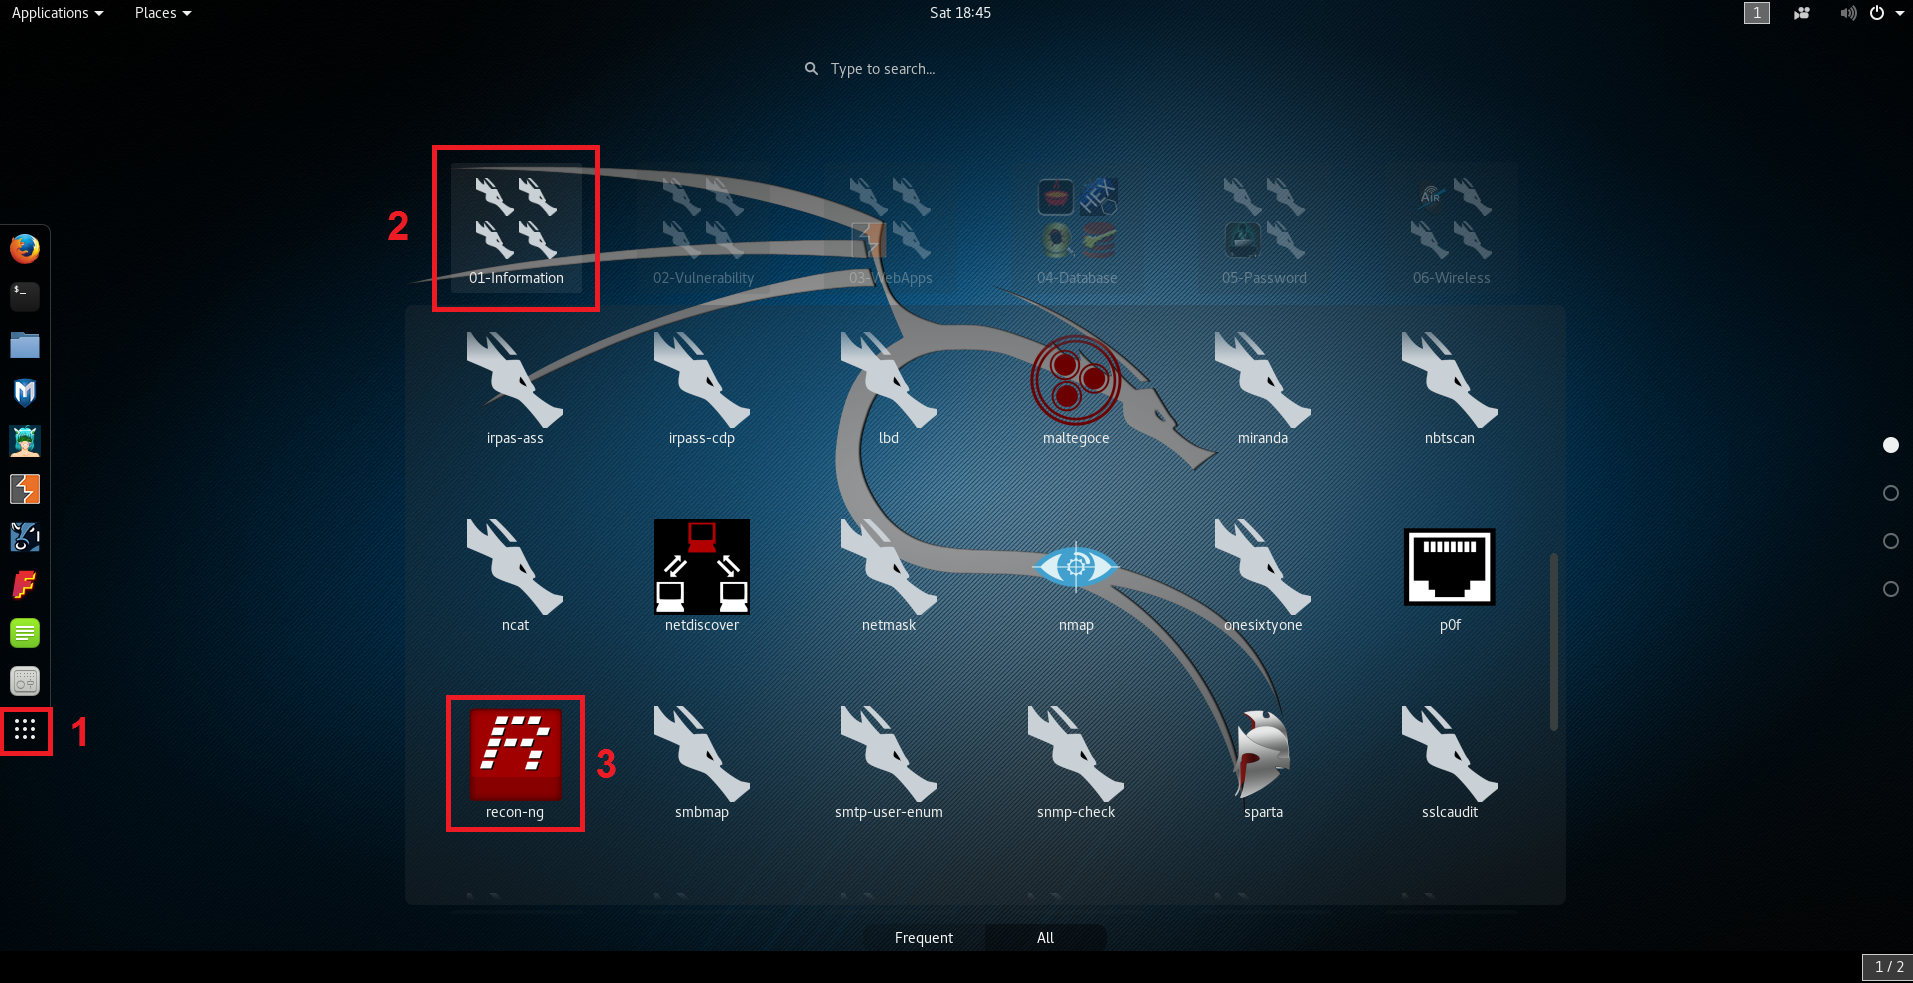 Applications Places Sat 18:45 1
Type to search...
2
01-Information 02-Vulnerability 03-WebApps 04-Database 05-Password 06-Wireless
irpas-ass irpass-cdp lbd maltegoce miranda nbtscan
ncat netdiscover netmask nmap onesixtyone p0f
1
3
recon-ng smbmap smtp-user-enum snmp-check sparta sslcaudit
Frequent All
1 / 2
$_
M
HEX
AIR